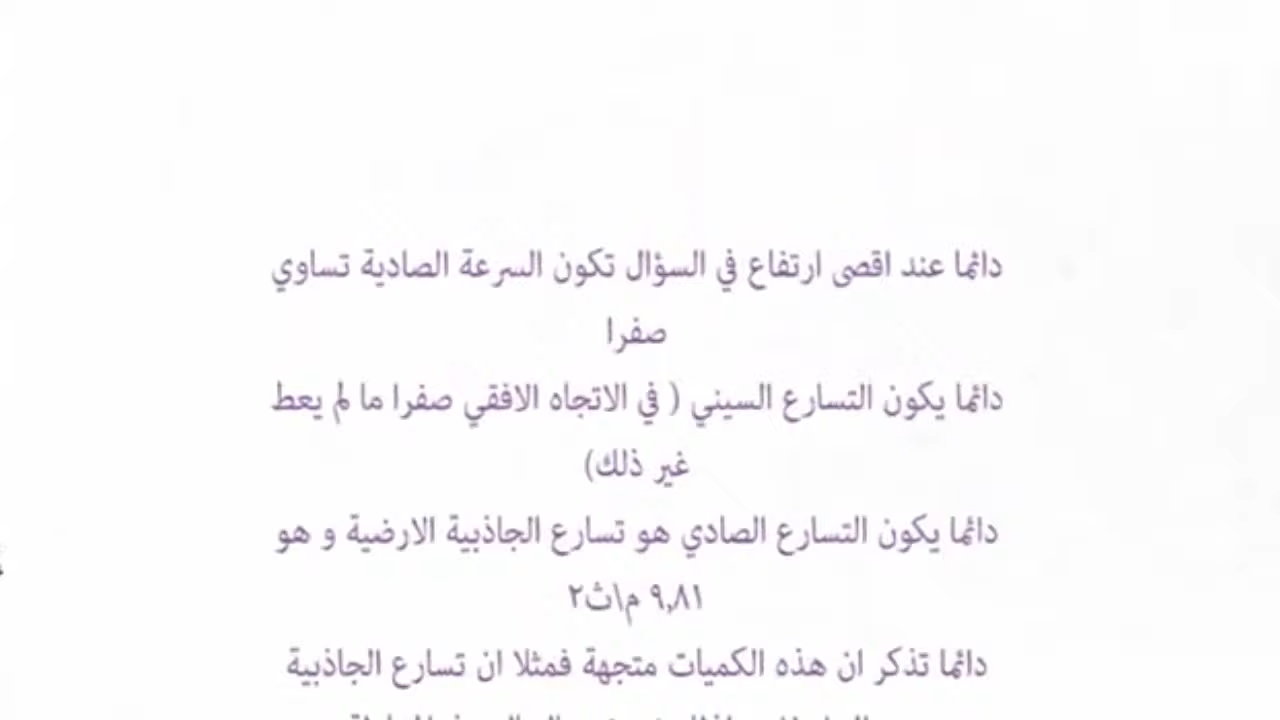 دائما عند اقصى ارتفاع في السؤال تكون السرعة الصادية تساوي
صفرا
دائما يكون التسارع السيني ( في الاتجاه الافقي صفرا ما لم يعط
غير ذلك)
دائما يكون التسارع الصادي هو تسارع الجاذبية الارضية و هو
٩,٨١ م\ث٢
دائما تذكر ان هذه الكميات متجهة فمثلا ان تسارع الجاذبية